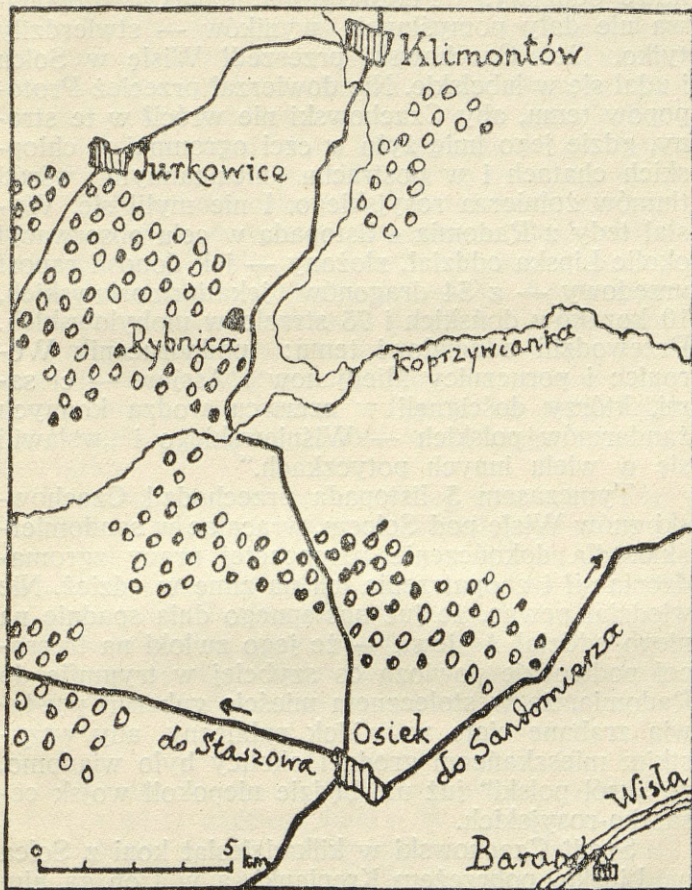 Klimontów
Jurkowice
Rybnica
Koprzywianka
Osiek
do Staszowa
do Sandomierza
Wisła
Baranów
0 5
km